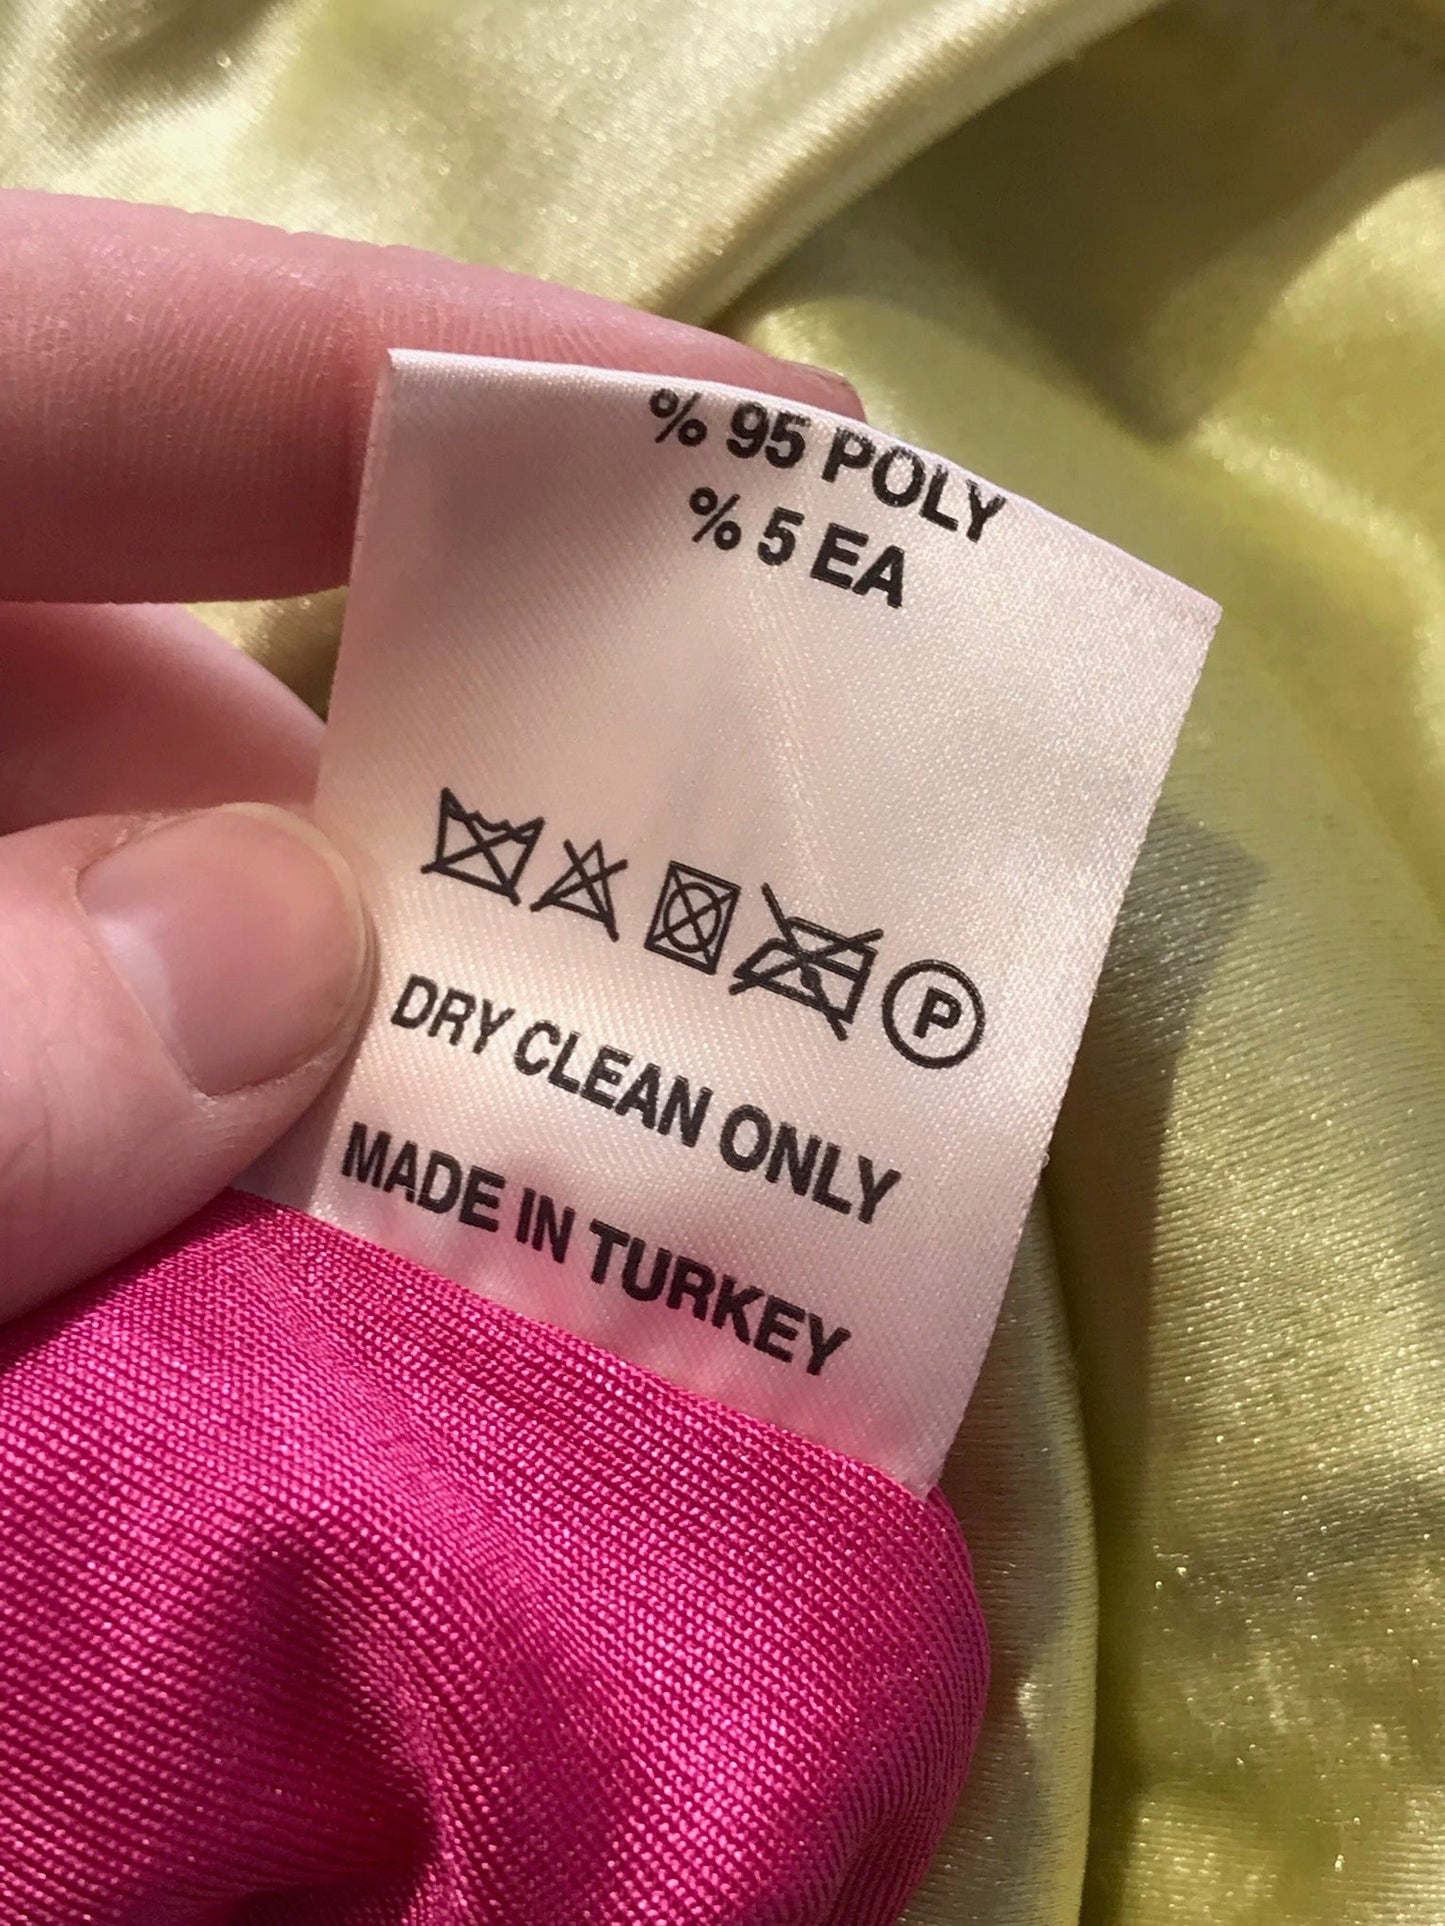 % 95 POLY
% 5 EA
P
DRY CLEAN ONLY
MADE IN TURKEY